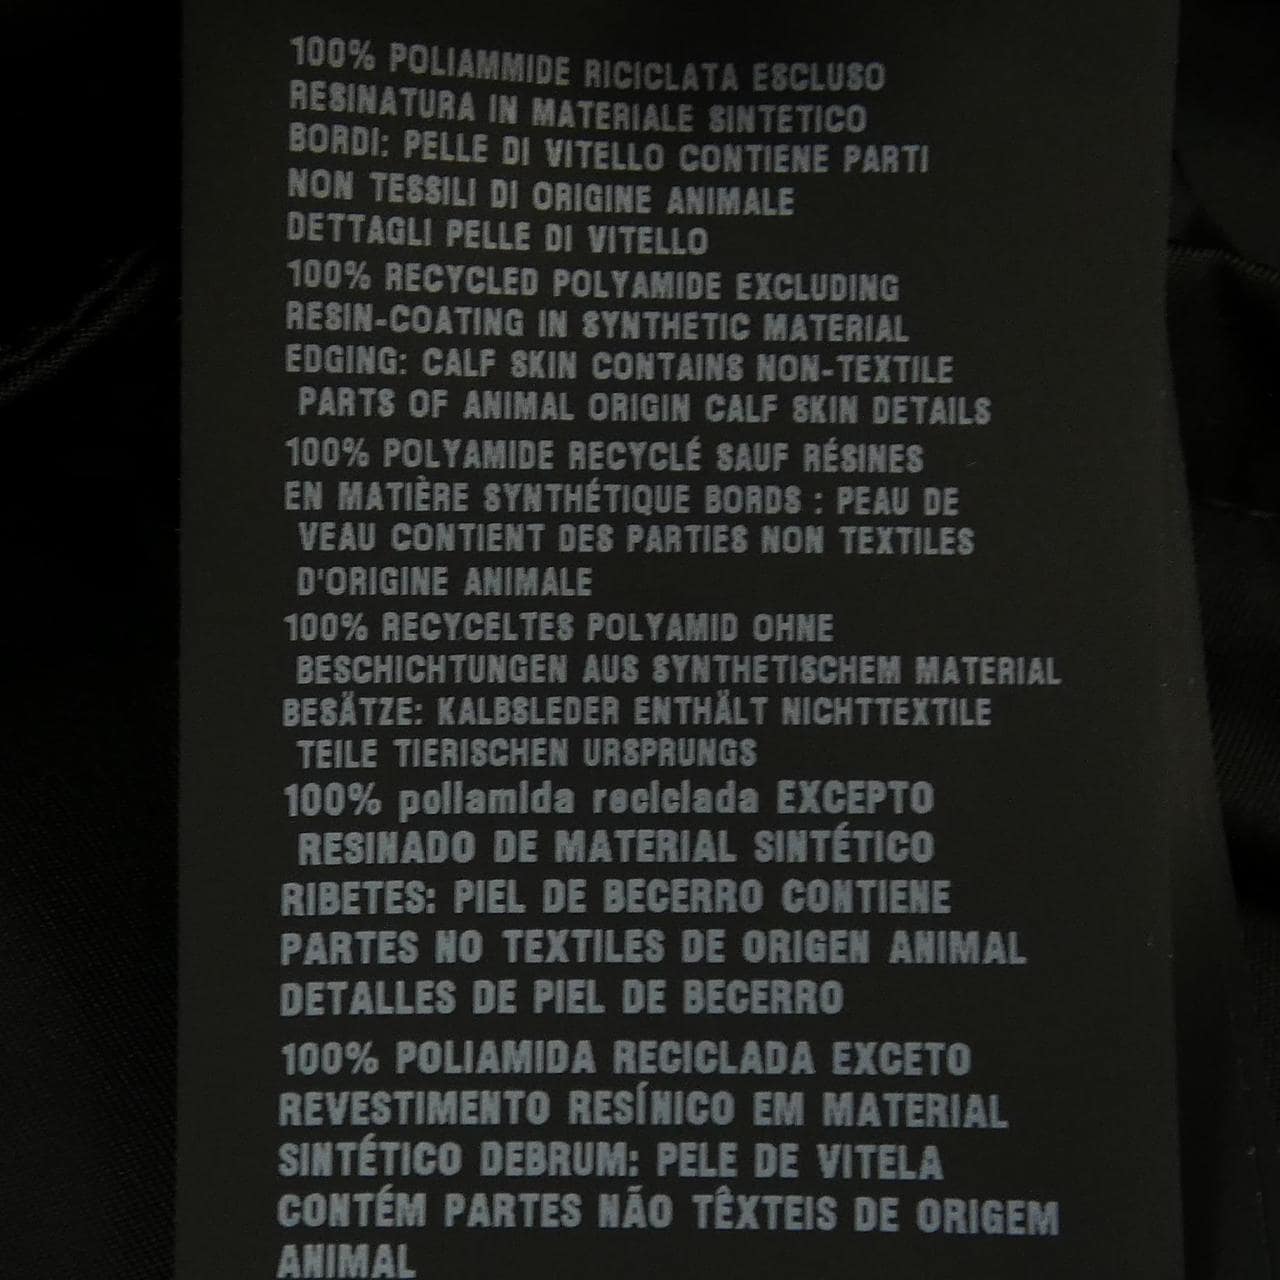 100% POLIAMMIDE RICICLATA ESCLUSO
RESINATURA IN MATERIALE SINTETICO
BORDI: PELLE DI VITELLO CONTIENE PARTI
NON TESSILI DI ORIGINE ANIMALE
DETTAGLI PELLE DI VITELLO
100% RECYCLED POLYAMIDE EXCLUDING
RESIN-COATING IN SYNTHETIC MATERIAL
EDGING: CALF SKIN CONTAINS NON-TEXTILE
PARTS OF ANIMAL ORIGIN CALF SKIN DETAILS
100% POLYAMIDE RECYCLÉ SAUF RÉSINES
EN MATIÈRE SYNTHÉTIQUE BORDS : PEAU DE
VEAU CONTIENT DES PARTIES NON TEXTILES
D'ORIGINE ANIMALE
100% RECYCELTES POLYAMID OHNE
BESCHICHTUNGEN AUS SYNTHETISCHEM MATERIAL
BESÄTZE: KALBSLEDER ENTHÄLT NICHTTEXTILE
TEILE TIERISCHEN URSPRUNGS
100% poliamida reciclada EXCEPTO
RESINADO DE MATERIAL SINTÉTICO
RIBETES: PIEL DE BECERRO CONTIENE
PARTES NO TEXTILES DE ORIGEN ANIMAL
DETALLES DE PIEL DE BECERRO
100% POLIAMIDA RECICLADA EXCETO
REVESTIMENTO RESÍNICO EM MATERIAL
SINTÉTICO DEBRUM: PELE DE VITELA
CONTÉM PARTES NÃO TÊXTEIS DE ORIGEM
ANIMAL